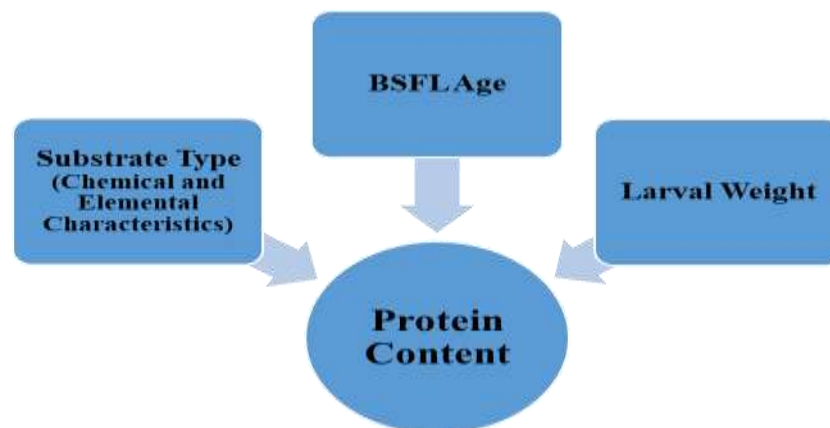 BSFL Age
Substrate Type
(Chemical and
Elemental
Characteristics)
Larval Weight
Protein
Content